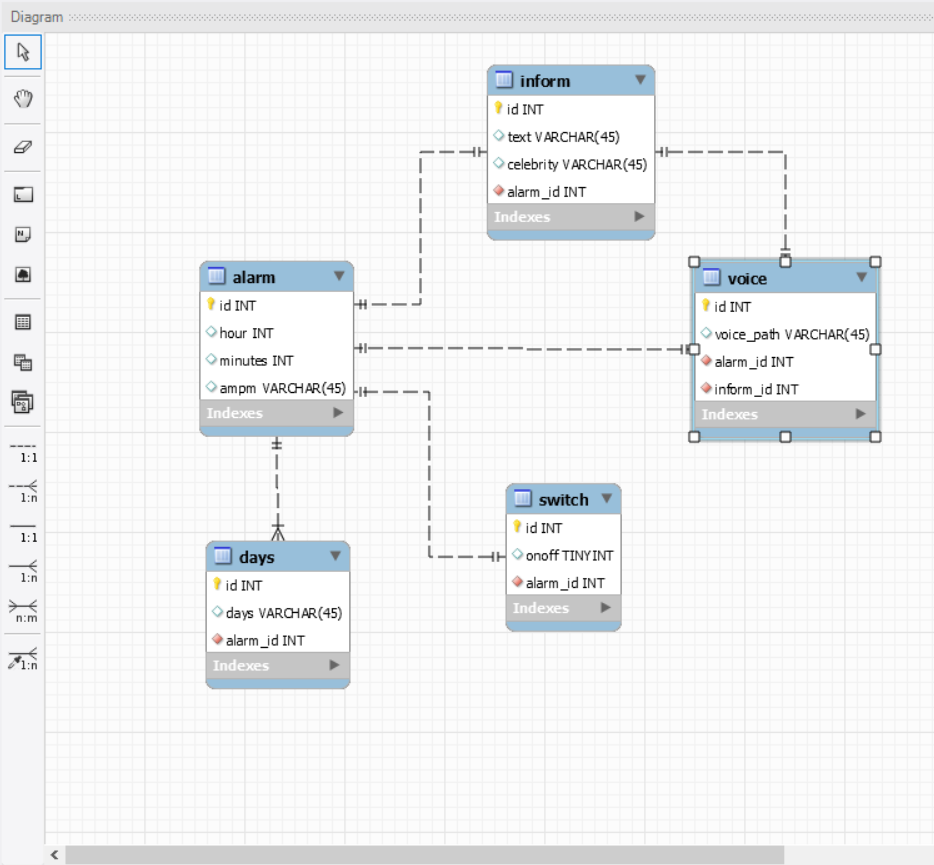 Diagram
inform
id INT
text VARCHAR(45)
celebrity VARCHAR(45)
alarm_id INT
Indexes
alarm
id INT
hour INT
minutes INT
ampm VARCHAR(45)
Indexes
voice
id INT
voice_path VARCHAR(45)
alarm_id INT
inform_id INT
Indexes
switch
id INT
onoff TINYINT
alarm_id INT
Indexes
days
id INT
days VARCHAR(45)
alarm_id INT
Indexes
1:1
1:n
1:1
1:n
n:m
1:n